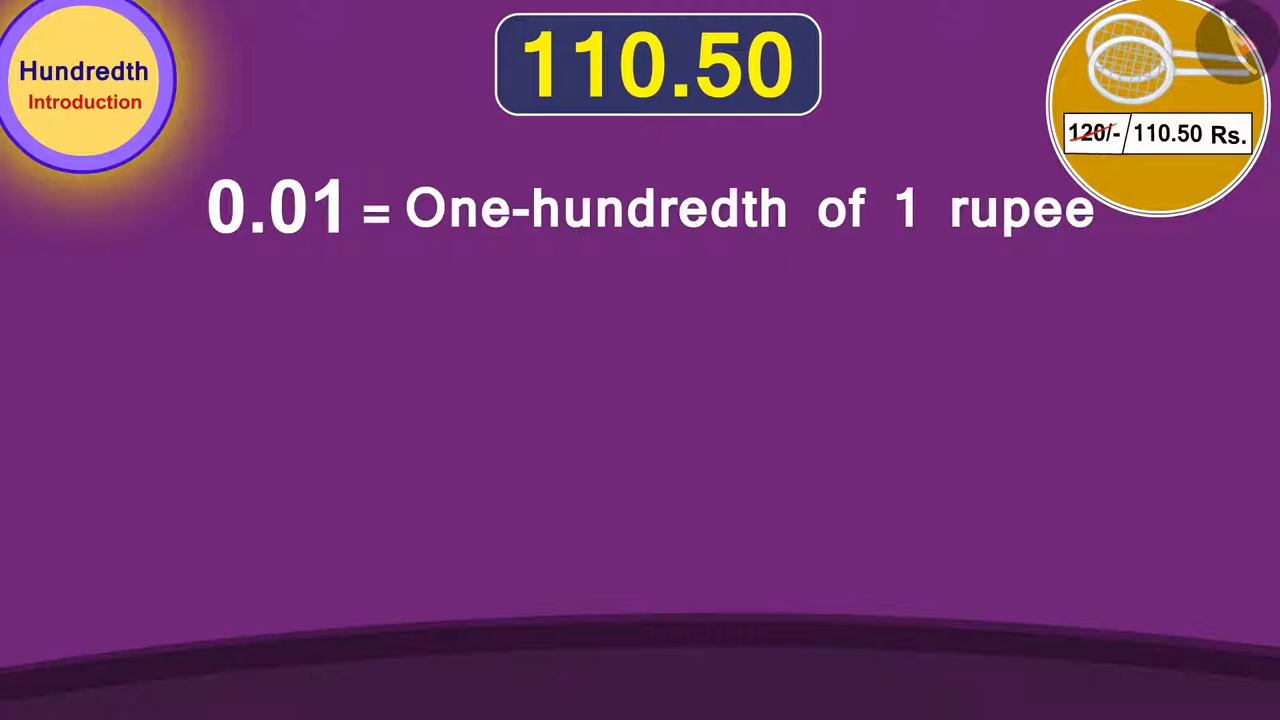 Hundredth
Introduction
110.50
120/- 110.50 Rs.
0.01 = One-hundredth of 1 rupee